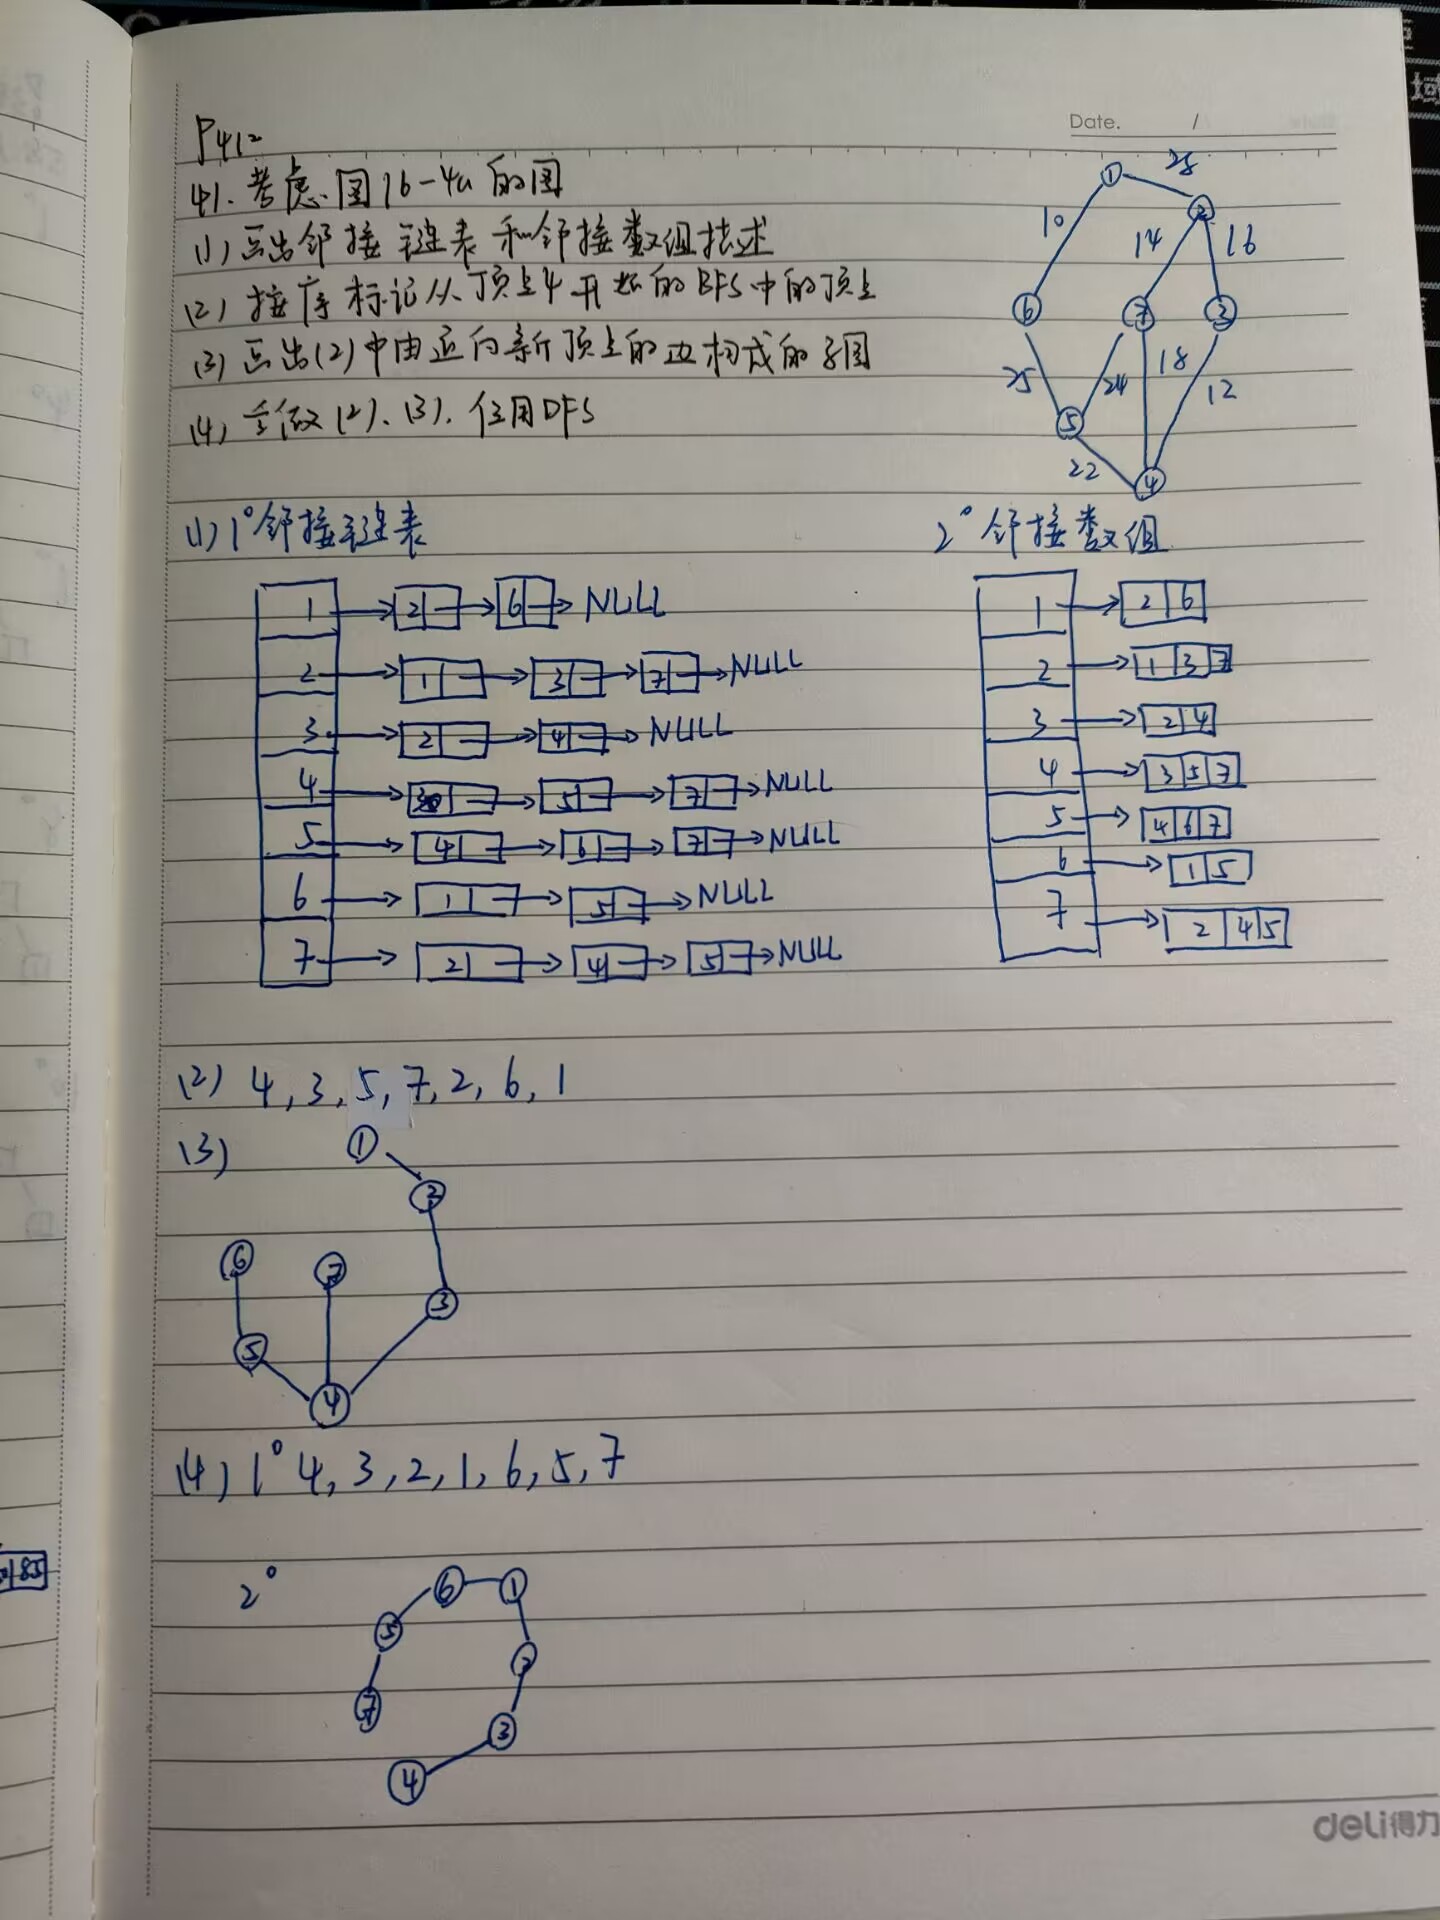 Date. /
P412
41. 考虑图16-4a的图
(1) 画出邻接链表和邻接数组描述
(2) 按序标记从顶点4开始的BFS中的顶点
(3) 画出(2)中由迈向新顶点的边构成的子图
(4) 重做(2)、(3). 使用DFS
① 28
10 ② 
14 16
⑥ ⑦ ③
25 24 18 12
⑤
22 ④
(1) 1° 邻接链表
2° 邻接数组
1 2 6 NULL
1 2 6
2 1 3 7 NULL
2 1 3 7
3 2 4 NULL
3 2 4
4 3 5 7 NULL
4 3 5 7
5 4 6 7 NULL
5 4 6 7
6 1 5 NULL
6 1 5
7 2 4 5 NULL
7 2 4 5
(2) 4, 3, 5, 7, 2, 6, 1
(3) ①
②
⑥ ⑦
③
⑤
④
(4) 1° 4, 3, 2, 1, 6, 5, 7
85
2° ⑥ ①
⑤
②
⑦
③
④
deli得力
域